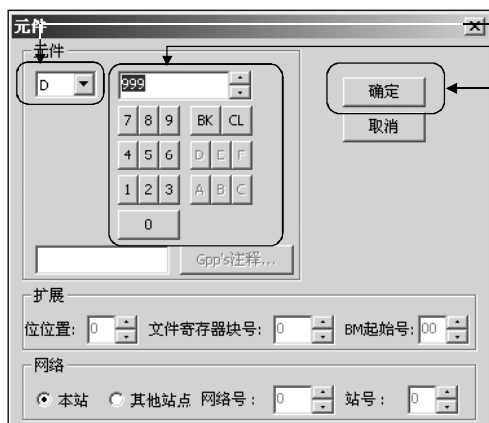 元件
元件
D 999
确定
7 8 9 BK CL
取消
4 5 6 D E F
1 2 3 A B C
0
Gpp's注释...
扩展
位位置: 0 文件寄存器块号: 0 BM起始号: 00
网络
本站 其他站点 网络号: 0 站号: 0